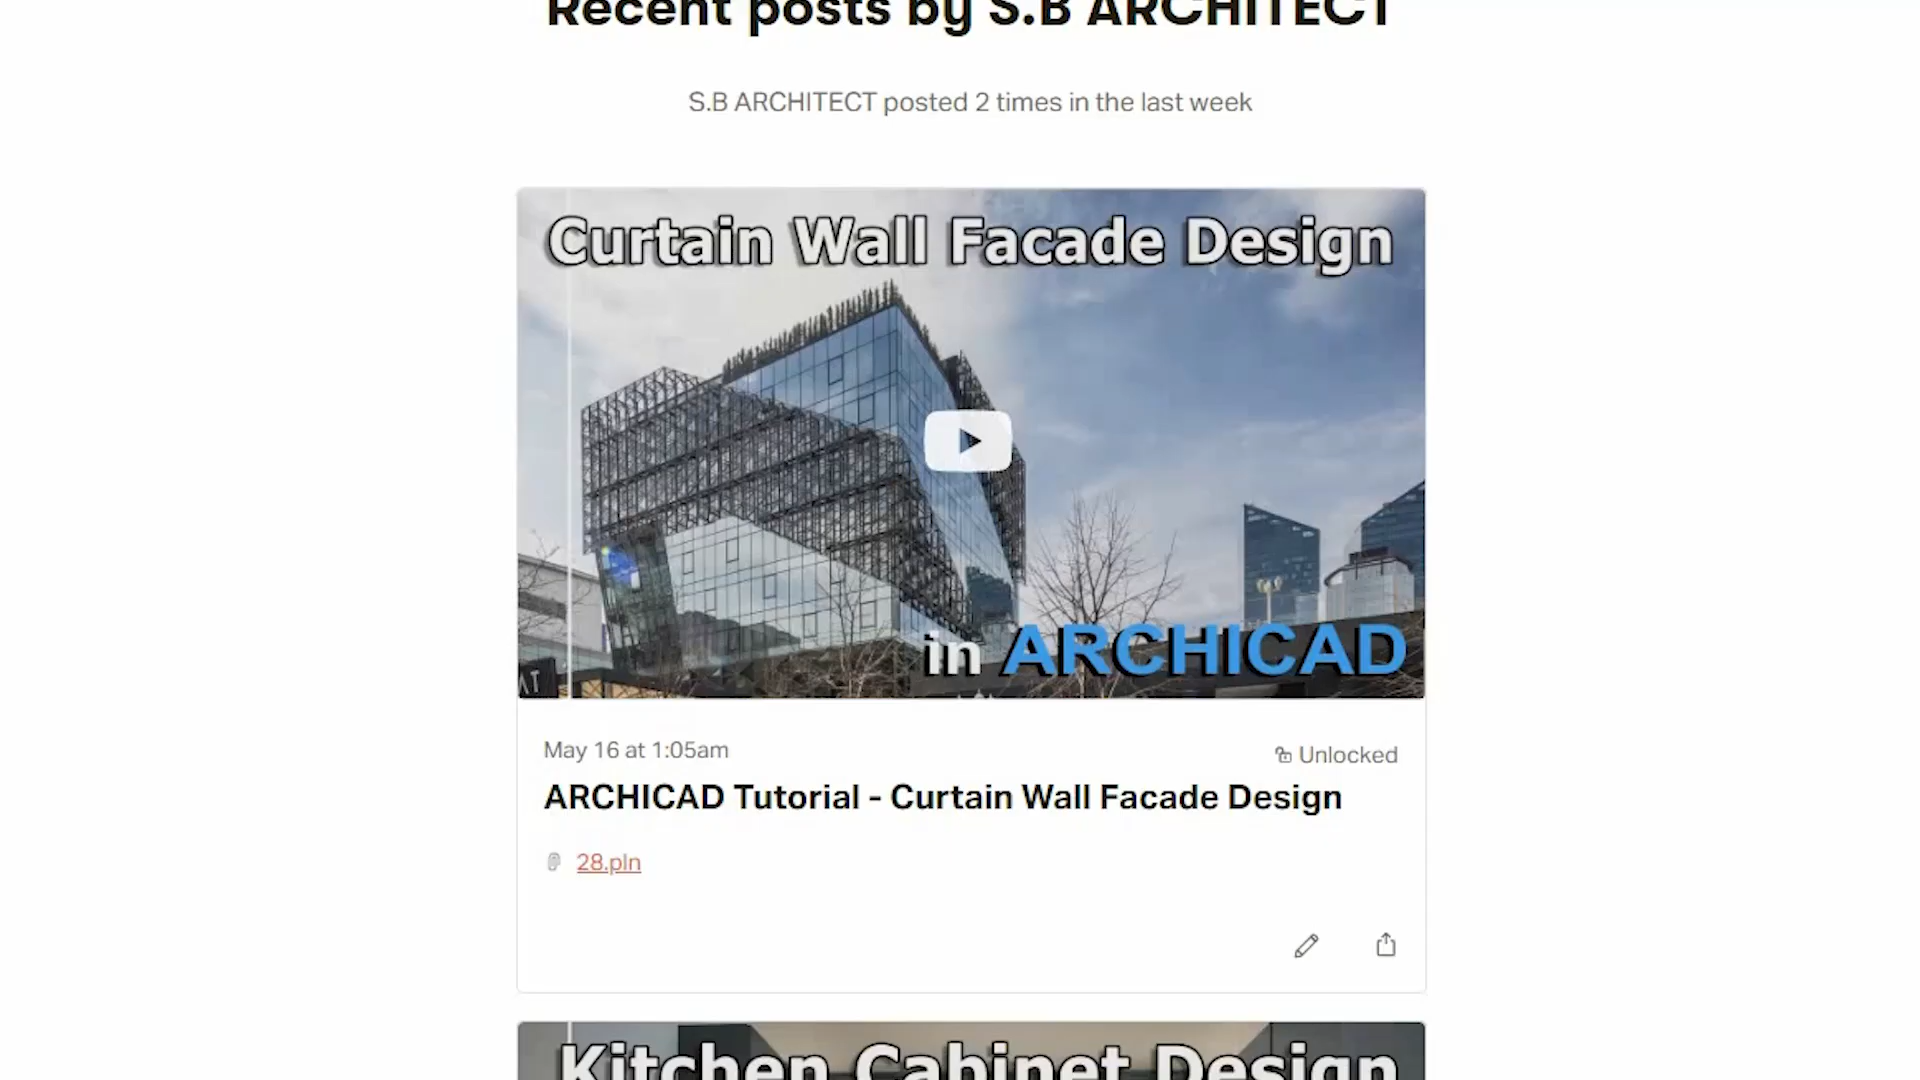 Recent posts by S.B ARCHITECT
S.B ARCHITECT posted 2 times in the last week
Curtain Wall Facade Design
in ARCHICAD
May 16 at 1:05am
Unlocked
ARCHICAD Tutorial - Curtain Wall Facade Design
28.pln
Kitchen Cabinet Design